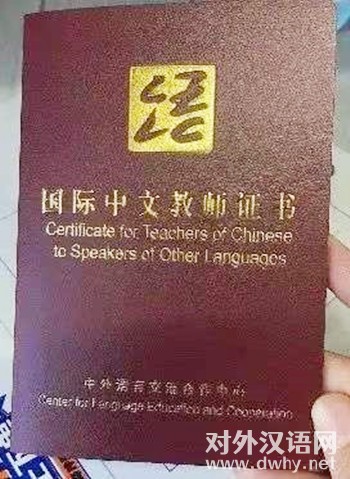 国际中文教师证书
Certificate for Teachers of Chinese
to Speakers of Other Languages
中外语言交流合作中心
Center for Language Education and Cooperation
对外汉语网
www.dwhy.net